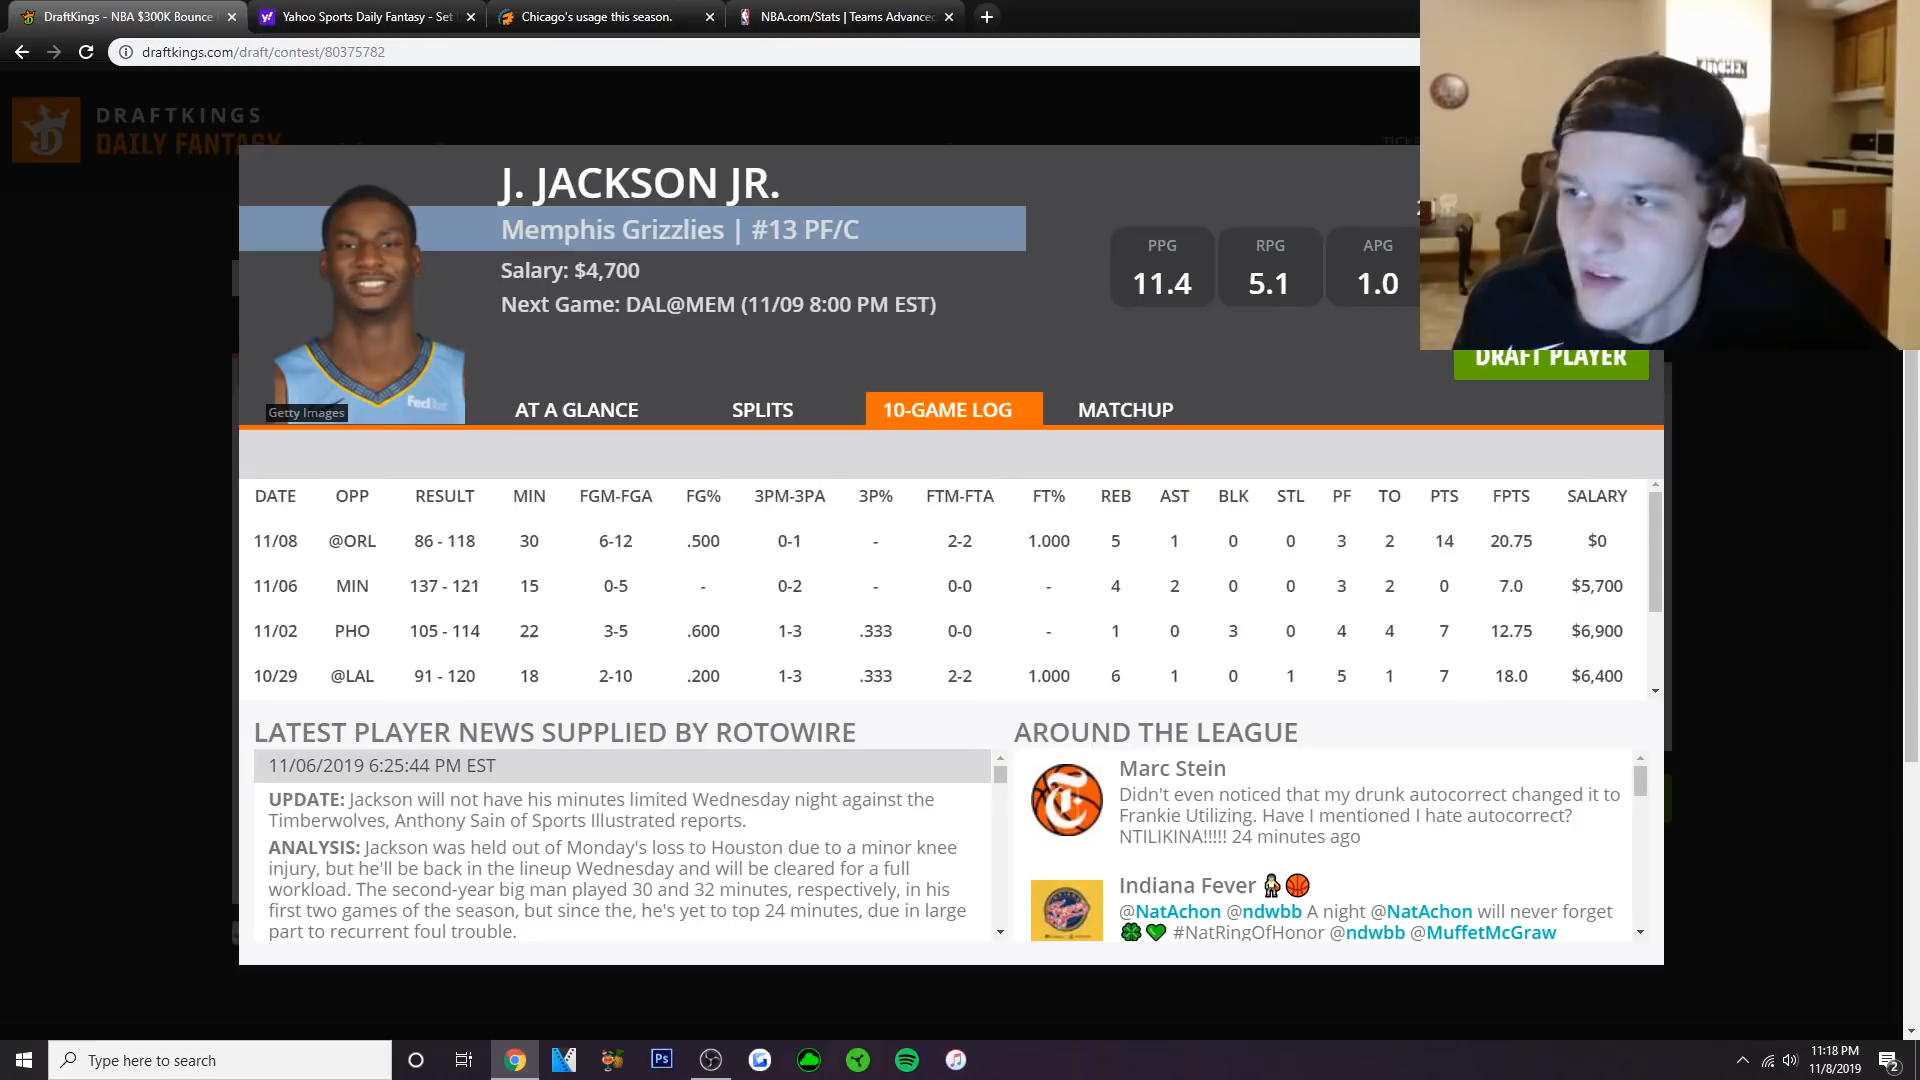 DraftKings - NBA $300K Bounce
Yahoo Sports Daily Fantasy - Set
Chicago's usage this season.
NBA.com/Stats | Teams Advanced
draftkings.com/draft/contest/80375782
DRAFTKINGS
DAILY FANTASY
J. JACKSON JR.
Memphis Grizzlies | #13 PF/C
Salary: $4,700
Next Game: DAL@MEM (11/09 8:00 PM EST)
PPG RPG APG
11.4 5.1 1.0
DRAFT PLAYER
FedEx
Getty Images
AT A GLANCE SPLITS 10-GAME LOG MATCHUP
DATE OPP RESULT MIN FGM-FGA FG% 3PM-3PA 3P% FTM-FTA FT% REB AST BLK STL PF TO PTS FPTS SALARY
11/08 @ORL 86 - 118 30 6-12 .500 0-1 - 2-2 1.000 5 1 0 0 3 2 14 20.75 $0
11/06 MIN 137 - 121 15 0-5 - 0-2 - 0-0 - 4 2 0 0 3 2 0 7.0 $5,700
11/02 PHO 105 - 114 22 3-5 .600 1-3 .333 0-0 - 1 0 3 0 4 4 7 12.75 $6,900
10/29 @LAL 91 - 120 18 2-10 .200 1-3 .333 2-2 1.000 6 1 0 1 5 1 7 18.0 $6,400
LATEST PLAYER NEWS SUPPLIED BY ROTOWIRE
11/06/2019 6:25:44 PM EST
UPDATE: Jackson will not have his minutes limited Wednesday night against the
Timberwolves, Anthony Sain of Sports Illustrated reports.
ANALYSIS: Jackson was held out of Monday's loss to Houston due to a minor knee
injury, but he'll be back in the lineup Wednesday and will be cleared for a full
workload. The second-year big man played 30 and 32 minutes, respectively, in his
first two games of the season, but since the, he's yet to top 24 minutes, due in large
part to recurrent foul trouble.
AROUND THE LEAGUE
Marc Stein
Didn't even noticed that my drunk autocorrect changed it to
Frankie Utilizing. Have I mentioned I hate autocorrect?
NTILIKINA!!!!! 24 minutes ago
Indiana Fever
@NatAchon @ndwbb A night @NatAchon will never forget
#NatRingOfHonor @ndwbb @MuffetMcGraw
Type here to search
Ps
11:18 PM
11/8/2019
2